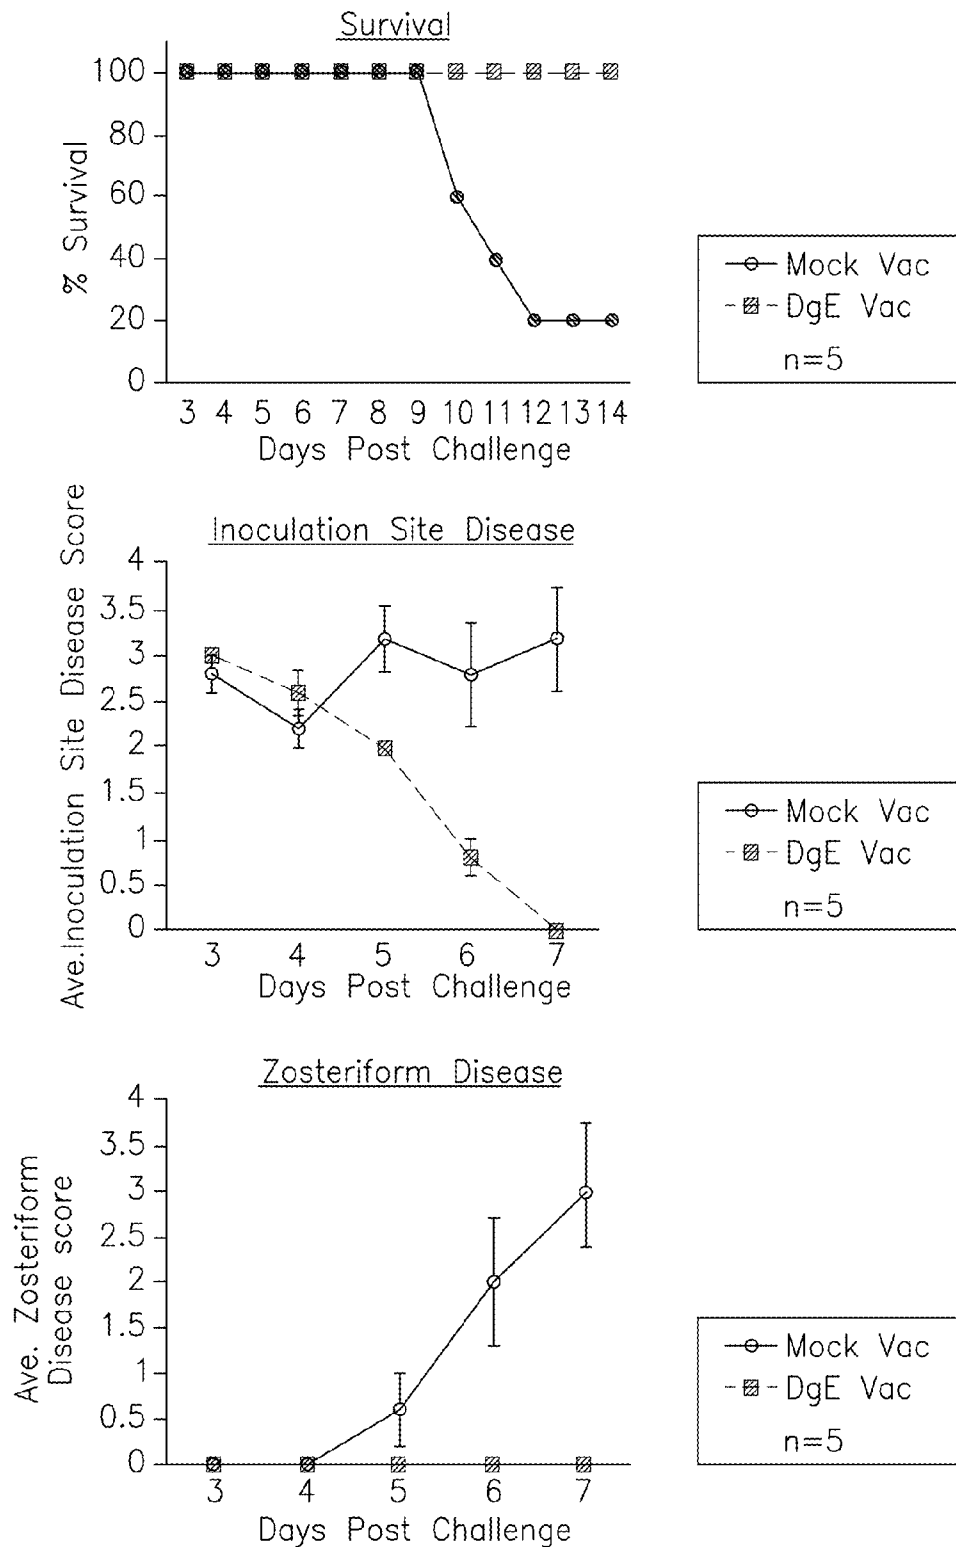 Survival
100
80
60
40
20
0
% Survival
3 4 5 6 7 8 9 10 11 12 13 14
Days Post Challenge
Mock Vac
DgE Vac
n=5
Inoculation Site Disease
4
3.5
3
2.5
2
1.5
1
0.5
0
Ave.Inoculation Site Disease Score
3 4 5 6 7
Days Post Challenge
Mock Vac
DgE Vac
n=5
Zosteriform Disease
4
3.5
3
2.5
2
1.5
1
0.5
0
Ave. Zosteriform
Disease score
3 4 5 6 7
Days Post Challenge
Mock Vac
DgE Vac
n=5